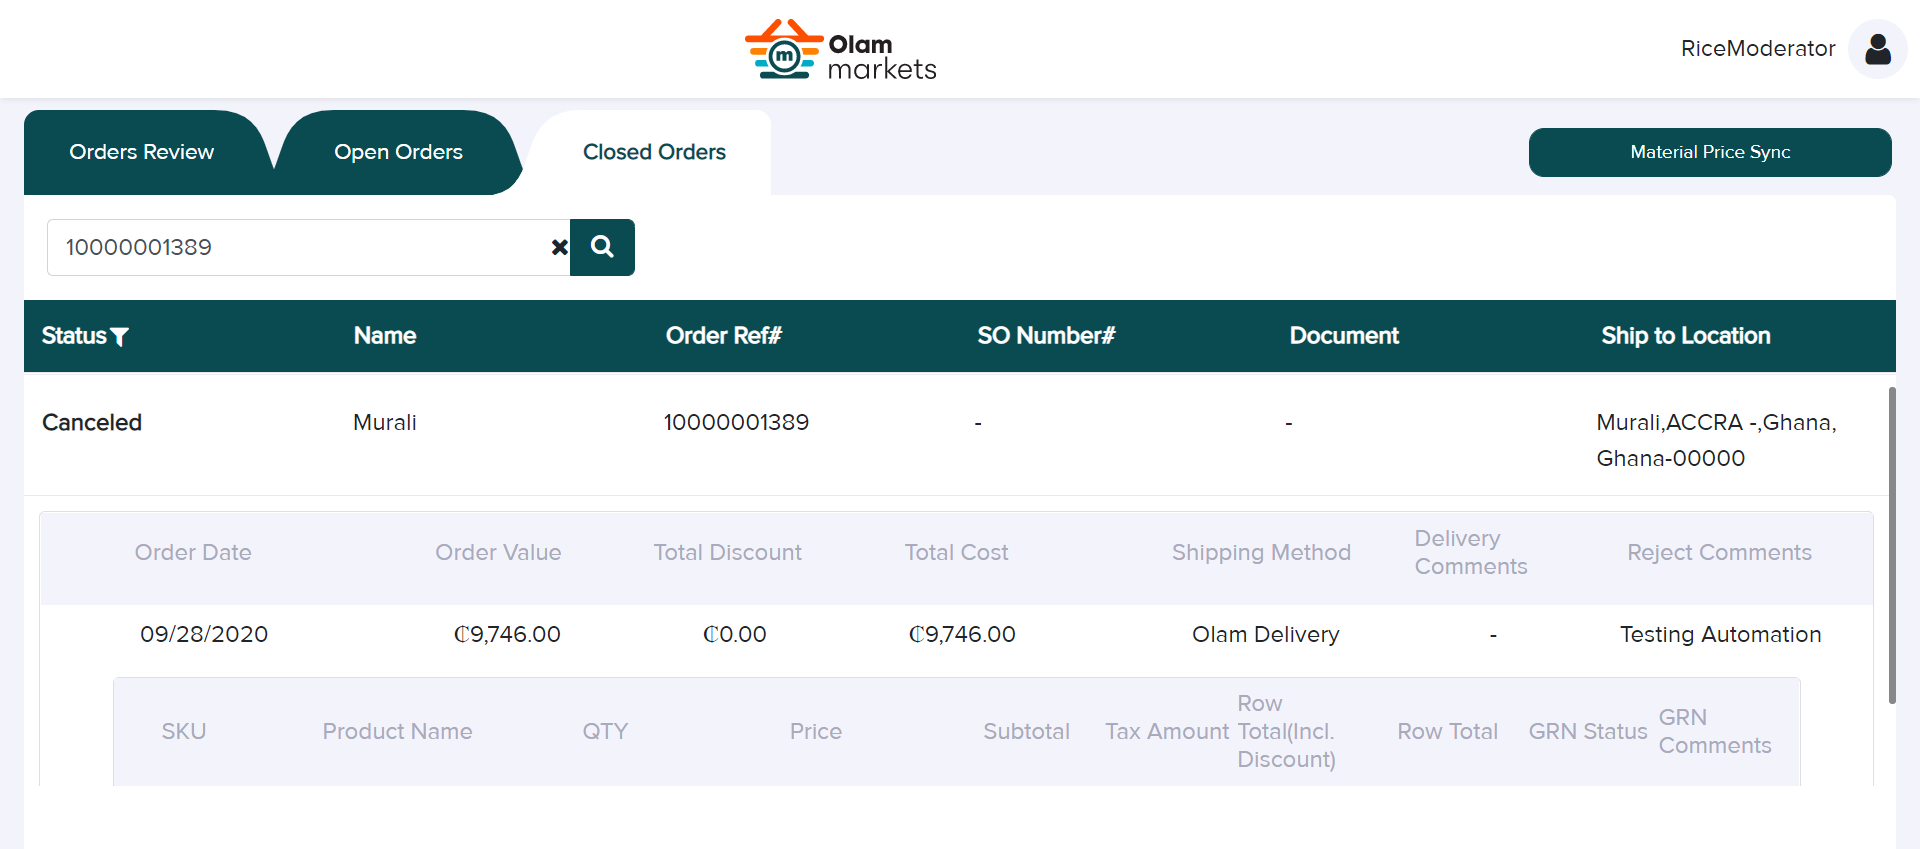 m
Olam
markets
RiceModerator
Orders Review
Open Orders
Closed Orders
Material Price Sync
10000001389
Status Name Order Ref# SO Number# Document Ship to Location
Canceled Murali 10000001389 - - Murali,ACCRA -,Ghana,
Ghana-00000
Order Date Order Value Total Discount Total Cost Shipping Method Delivery
Comments Reject Comments
09/28/2020 ₵9,746.00 ₵0.00 ₵9,746.00 Olam Delivery - Testing Automation
SKU Product Name QTY Price Subtotal Tax Amount Row
Total(Incl.
Discount) Row Total GRN Status GRN
Comments